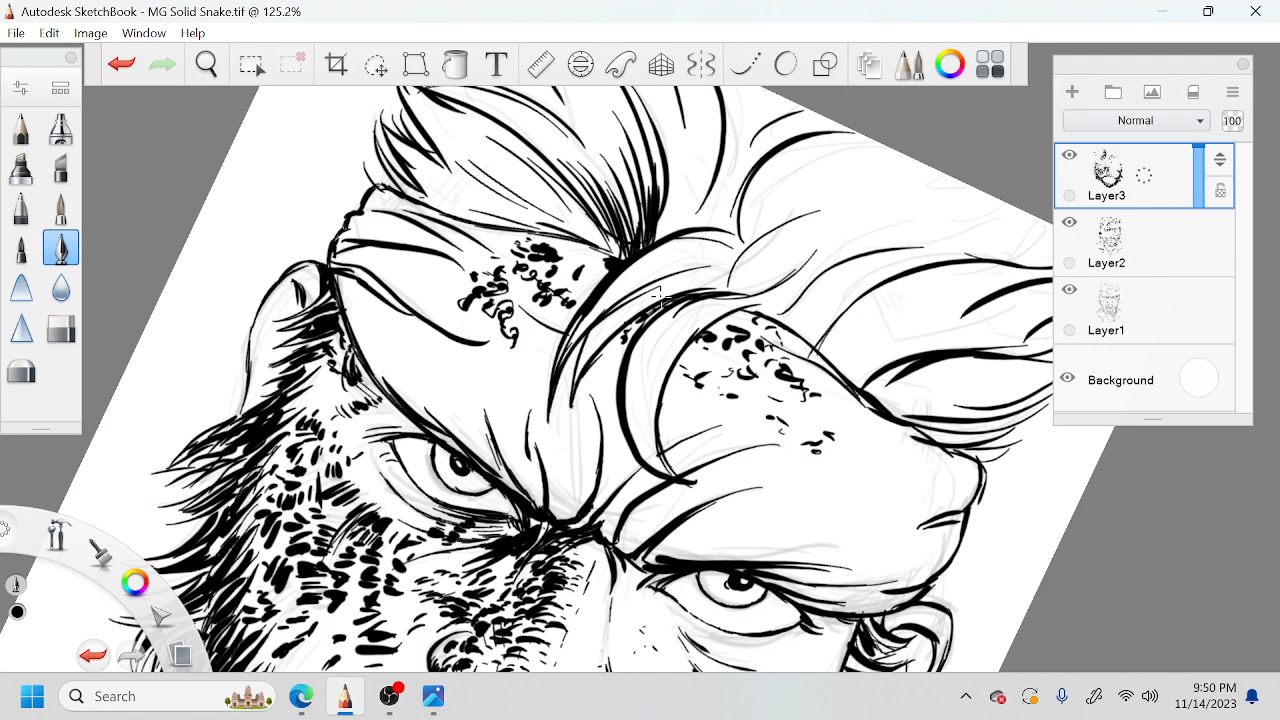 Autodesk SketchBook - MG Solid Snake.tif @ 125.2%
File Edit Image Window Help
T
Normal 100
Layer3
Layer2
Layer1
Background
Search
9:50 PM
11/14/2023